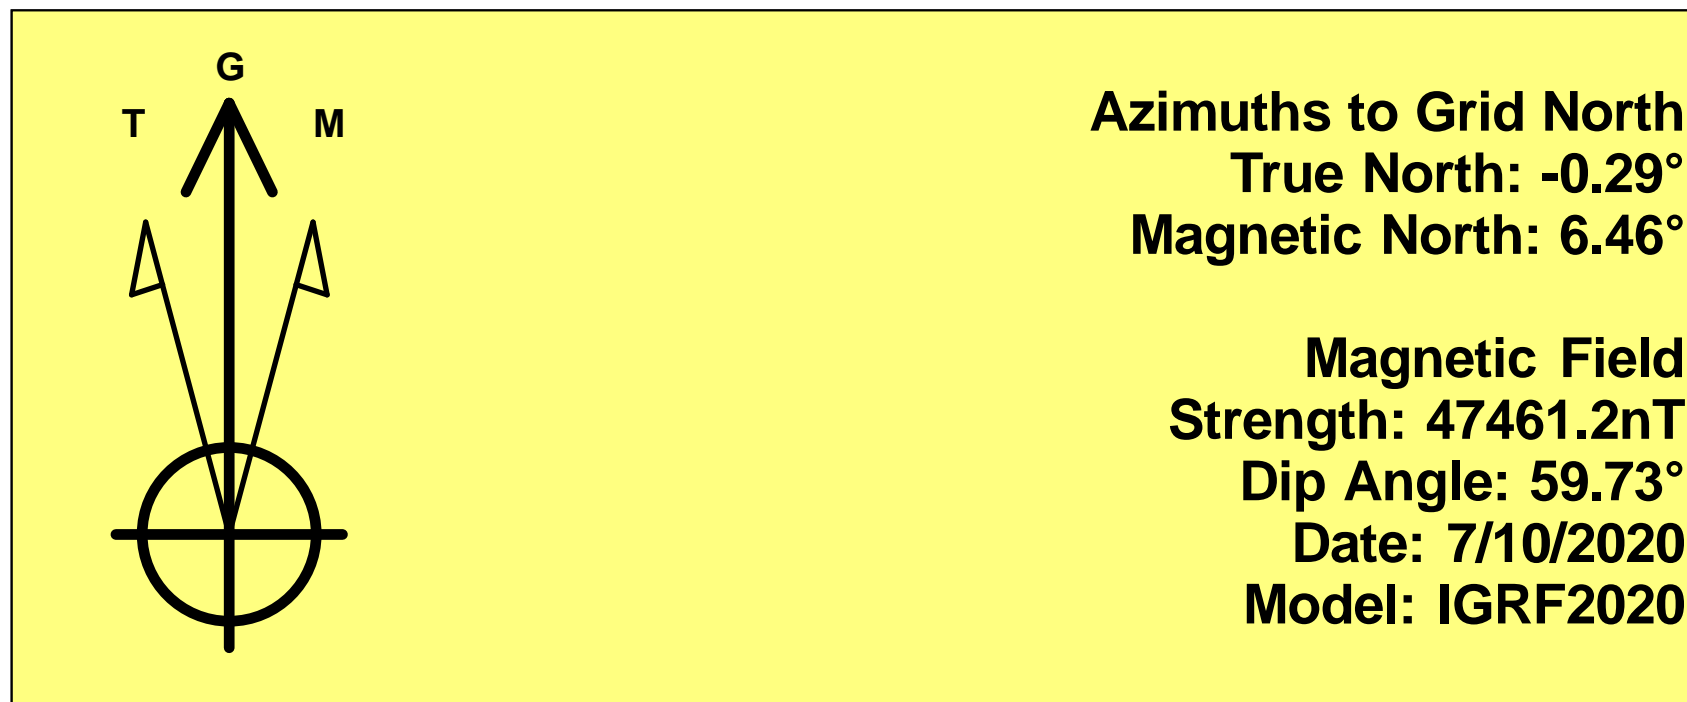 G
T M
Azimuths to Grid North
True North: -0.29°
Magnetic North: 6.46°
Magnetic Field
Strength: 47461.2nT
Dip Angle: 59.73°
Date: 7/10/2020
Model: IGRF2020